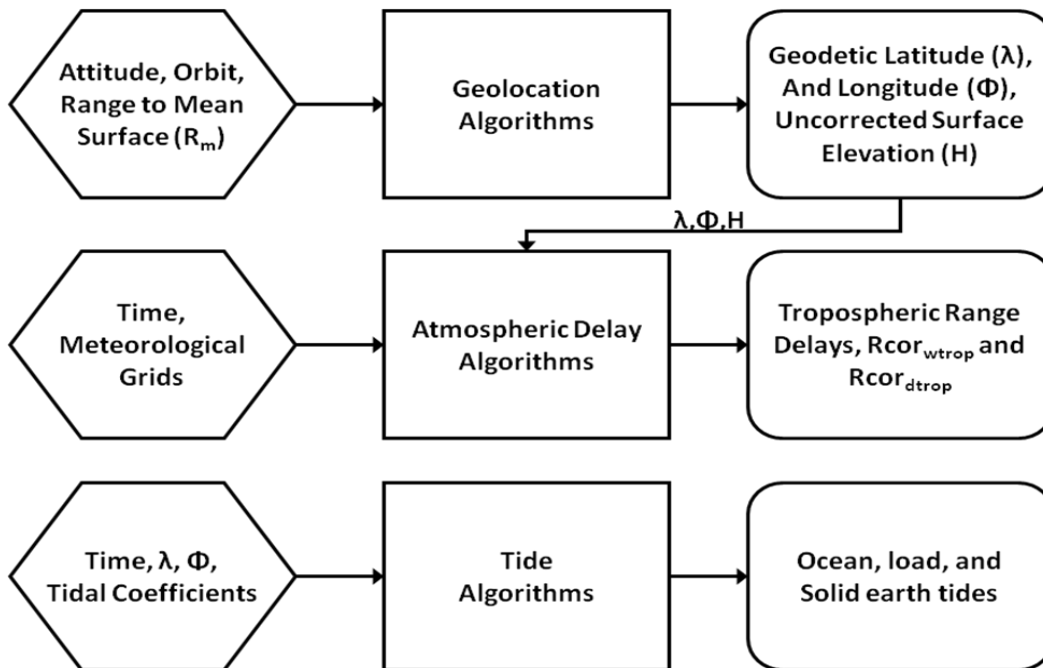 Attitude, Orbit,
Range to Mean
Surface (Rm)
Geolocation
Algorithms
Geodetic Latitude (λ),
And Longitude (Φ),
Uncorrected Surface
Elevation (H)
λ,Φ,H
Time,
Meteorological
Grids
Atmospheric Delay
Algorithms
Tropospheric Range
Delays, Rcorwtrop and
Rcordtrop
Time, λ, Φ,
Tidal Coefficients
Tide
Algorithms
Ocean, load, and
Solid earth tides